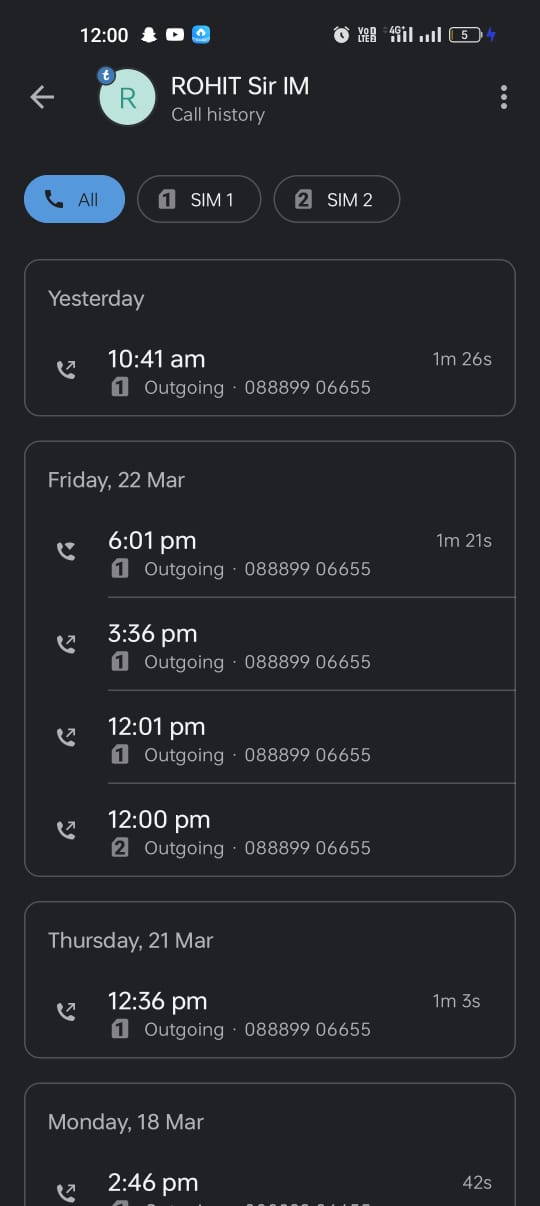 12:00
Vo LTE
4G+
5
t
R
ROHIT Sir IM
Call history
All
1 SIM 1
2 SIM 2
Yesterday
10:41 am 1m 26s
1 Outgoing · 088899 06655
Friday, 22 Mar
6:01 pm 1m 21s
1 Outgoing · 088899 06655
3:36 pm
1 Outgoing · 088899 06655
12:01 pm
1 Outgoing · 088899 06655
12:00 pm
2 Outgoing · 088899 06655
Thursday, 21 Mar
12:36 pm 1m 3s
1 Outgoing · 088899 06655
Monday, 18 Mar
2:46 pm 42s